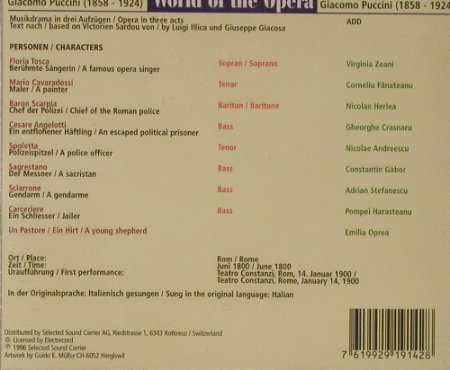 Giacomo Puccini (1858 - 1924) World of the Opera Giacomo Puccini (1858 - 1924)
Musikdrama in drei Aufzügen / Opera in three acts ADD
Text nach / based on Victorien Sardou von / by Luigi Illica und Giuseppe Giacosa
PERSONEN / CHARACTERS
Floria Tosca Sopran / Soprano Virginia Zeani
Berühmte Sängerin / A famous opera singer
Mario Cavaradossi Tenor Corneliu Fânateanu
Maler / A painter
Baron Scarpia Bariton / Baritone Nicolae Herlea
Chef der Polizei / Chief of the Roman police
Cesare Angelotti Bass Gheorghe Crasnaru
Ein entflohener Häftling / An escaped political prisoner
Spoletta Tenor Nicolae Andreescu
Polizeispitzel / A police officer
Sagrestano Bass Constantin Gàbor
Der Messner / A sacristan
Sciarrone Bass Adrian Stefanescu
Gendarm / A gendarme
Carceriere Bass Pompei Harasteanu
Ein Schliesser / Jailer
Un Pastore / Ein Hirt / A young shepherd Emilia Oprea
Ort / Place: Rom / Rome
Zeit / Time: Juni 1800 / June 1800
Uraufführung / First performance: Teatro Constanzi, Rom, 14. Januar 1900 /
Teatro Constanzi, Rome, January 14, 1900
In der Originalsprache: Italienisch gesungen / Sung in the original language: Italian
Distributed by Selected Sound Carrier AG, Riedstrasse 1, 6343 Rotkreuz / Switzerland
© Licensed by Electrecord
℗ 1996 Selected Sound Carrier
Artwork by Guido E. Müller CH-6052 Hergiswil
7 619929 191428